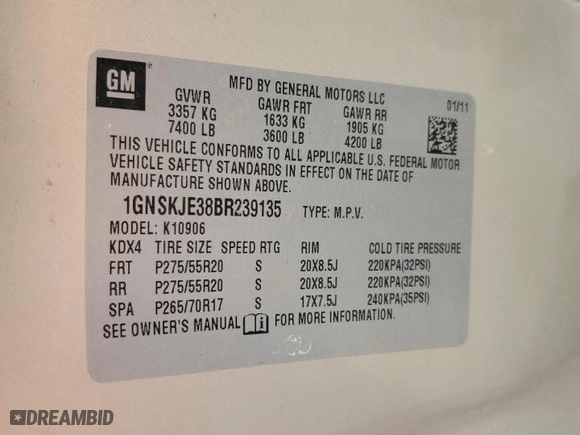 GM
MFD BY GENERAL MOTORS LLC
GVWR GAWR FRT GAWR RR 01/11
3357 KG 1633 KG 1905 KG
7400 LB 3600 LB 4200 LB
THIS VEHICLE CONFORMS TO ALL APPLICABLE U.S. FEDERAL MOTOR
VEHICLE SAFETY STANDARDS IN EFFECT ON THE DATE OF
MANUFACTURE SHOWN ABOVE.
1GNSKJE38BR239135 TYPE: M.P.V.
MODEL: K10906
KDX4 TIRE SIZE SPEED RTG RIM COLD TIRE PRESSURE
FRT P275/55R20 S 20X8.5J 220KPA(32PSI)
RR P275/55R20 S 20X8.5J 220KPA(32PSI)
SPA P265/70R17 S 17X7.5J 240KPA(35PSI)
SEE OWNER'S MANUAL FOR MORE INFORMATION.
DREAMBID